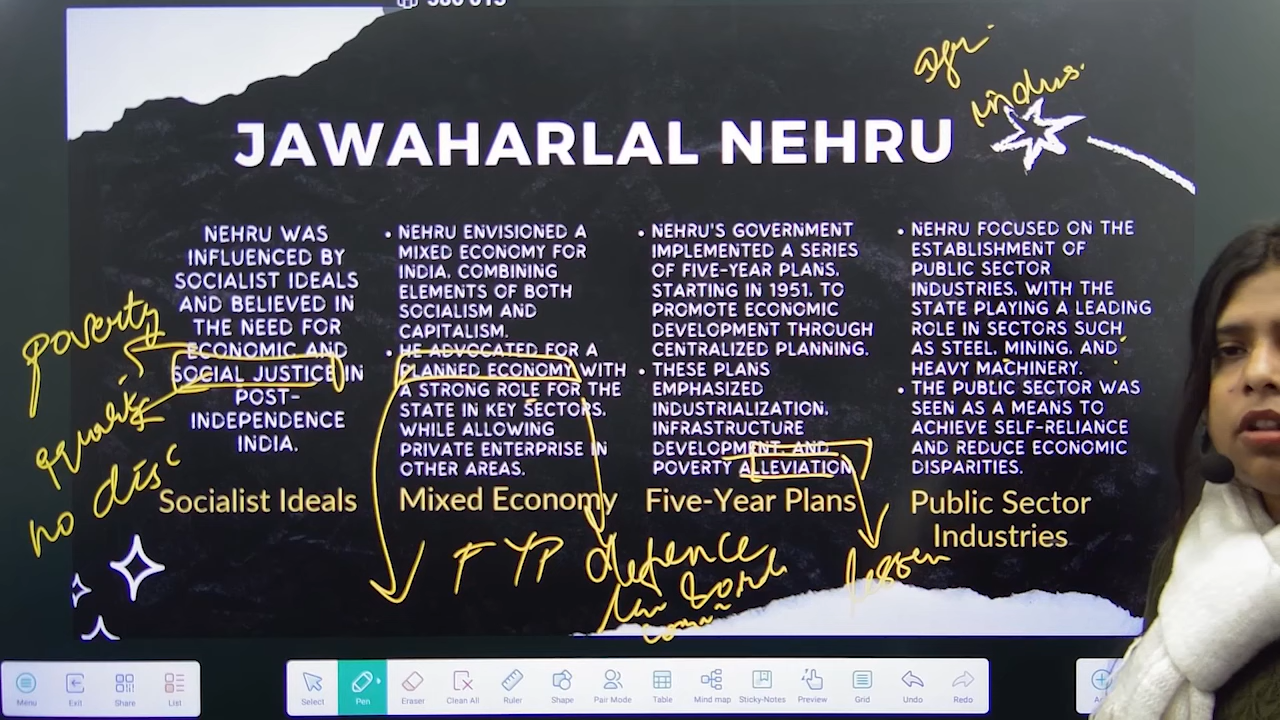 Indus.
JAWAHARLAL NEHRU
NEHRU WAS
INFLUENCED BY
SOCIALIST IDEALS
AND BELIEVED IN
THE NEED FOR
ECONOMIC AND
SOCIAL JUSTICE IN
POST-
INDEPENDENCE
INDIA.
Socialist Ideals
poverty
equality
no disc
• NEHRU ENVISIONED A
MIXED ECONOMY FOR
INDIA, COMBINING
ELEMENTS OF BOTH
SOCIALISM AND
CAPITALISM.
• HE ADVOCATED FOR A
PLANNED ECONOMY WITH
A STRONG ROLE FOR THE
STATE IN KEY SECTORS,
WHILE ALLOWING
PRIVATE ENTERPRISE IN
OTHER AREAS.
Mixed Economy
FYP
defence
• NEHRU'S GOVERNMENT
IMPLEMENTED A SERIES
OF FIVE-YEAR PLANS,
STARTING IN 1951, TO
PROMOTE ECONOMIC
DEVELOPMENT THROUGH
CENTRALIZED PLANNING.
• THESE PLANS
EMPHASIZED
INDUSTRIALIZATION,
INFRASTRUCTURE
DEVELOPMENT, AND
POVERTY ALLEVIATION
Five-Year Plans
lessen
• NEHRU FOCUSED ON THE
ESTABLISHMENT OF
PUBLIC SECTOR
INDUSTRIES, WITH THE
STATE PLAYING A LEADING
ROLE IN SECTORS SUCH
AS STEEL, MINING, AND
HEAVY MACHINERY.
• THE PUBLIC SECTOR WAS
SEEN AS A MEANS TO
ACHIEVE SELF-RELIANCE
AND REDUCE ECONOMIC
DISPARITIES.
Public Sector
Industries
Menu Exit Share List Select Pen Eraser Clean All Ruler Shape Pair Mode Table Mind map Sticky-Notes Preview Grid Undo Redo